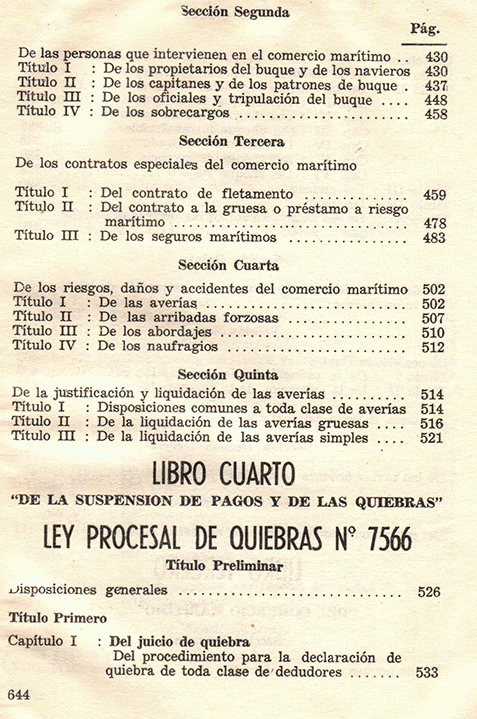 Sección Segunda
Pág.
De las personas que intervienen en el comercio marítimo .. 430
Título I : De los propietarios del buque y de los navieros 430
Título II : De los capitanes y de los patrones de buque . 437
Título III : De los oficiales y tripulación del buque .... 448
Título IV : De los sobrecargos ........................ 458
Sección Tercera
De los contratos especiales del comercio marítimo
Título I : Del contrato de fletamento ................ 459
Título II : Del contrato a la gruesa o préstamo a riesgo
marítimo ................................ 478
Título III : De los seguros marítimos ................ 483
Sección Cuarta
De los riesgos, daños y accidentes del comercio marítimo 502
Título I : De las averías ............................ 502
Título II : De las arribadas forzosas ................ 507
Título III : De los abordajes ........................ 510
Título IV : De los naufragios ........................ 512
Sección Quinta
De la justificación y liquidación de las averías .......... 514
Título I : Disposiciones comunes a toda clase de averías 514
Título II : De la liquidación de las averías gruesas .... 516
Título III : De la liquidación de las averías simples .... 521
LIBRO CUARTO
"DE LA SUSPENSION DE PAGOS Y DE LAS QUIEBRAS"
LEY PROCESAL DE QUIEBRAS Nº 7566
Título Preliminar
Disposiciones generales ................................ 526
Título Primero
Capítulo I : Del juicio de quiebra
Del procedimiento para la declaración de
quiebra de toda clase de dedudores ....... 533
644